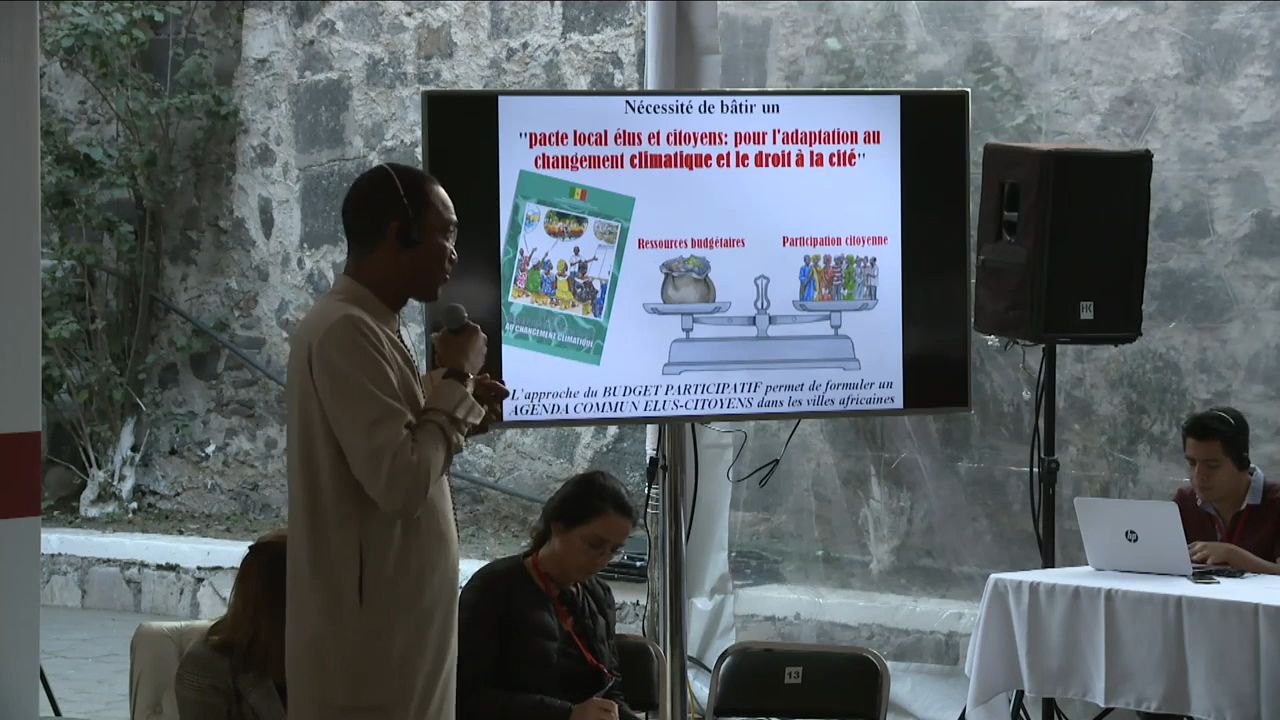 Nécessité de bâtir un
"pacte local élus et citoyens: pour l'adaptation au
changement climatique et le droit à la cité"
Ressources budgétaires
Participation citoyenne
AU CHANGEMENT CLIMATIQUE
L'approche du BUDGET PARTICIPATIF permet de formuler un
AGENDA COMMUN ELUS-CITOYENS dans les villes africaines
HK
hp
13